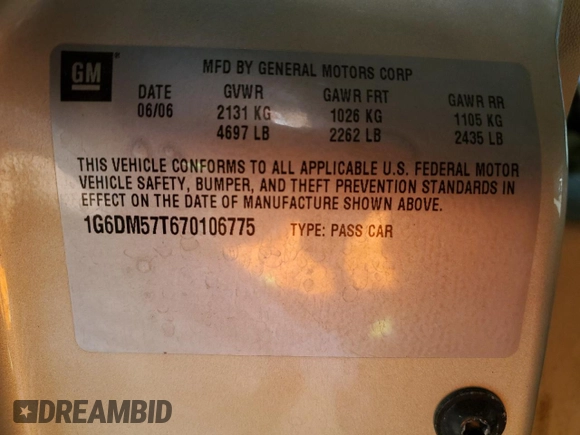 GM ®
MFD BY GENERAL MOTORS CORP
DATE GVWR GAWR FRT GAWR RR
06/06 2131 KG 1026 KG 1105 KG
4697 LB 2262 LB 2435 LB
THIS VEHICLE CONFORMS TO ALL APPLICABLE U.S. FEDERAL MOTOR
VEHICLE SAFETY, BUMPER, AND THEFT PREVENTION STANDARDS IN
EFFECT ON THE DATE OF MANUFACTURE SHOWN ABOVE.
1G6DM57T670106775 TYPE: PASS CAR
DREAMBID